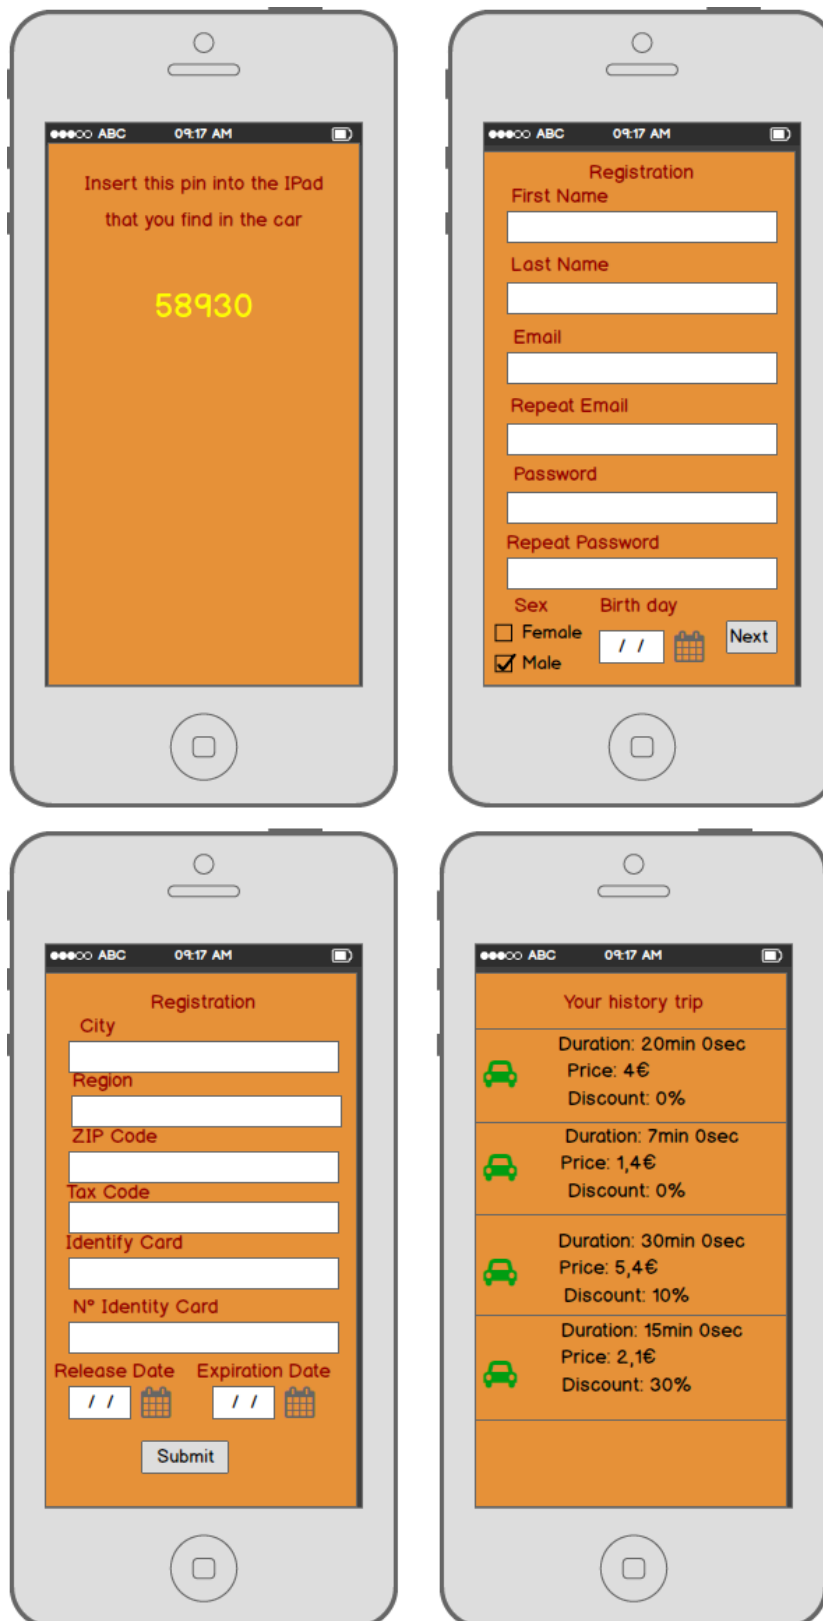 ABC 09:17 AM
Insert this pin into the IPad
that you find in the car
58930
ABC 09:17 AM
Registration
First Name
Last Name
Email
Repeat Email
Password
Repeat Password
Sex Birth day
Female
/ /
Next
Male
ABC 09:17 AM
Registration
City
Region
ZIP Code
Tax Code
Identify Card
N° Identity Card
Release Date Expiration Date
/ / / /
Submit
ABC 09:17 AM
Your history trip
Duration: 20min 0sec
Price: 4€
Discount: 0%
Duration: 7min 0sec
Price: 1,4€
Discount: 0%
Duration: 30min 0sec
Price: 5,4€
Discount: 10%
Duration: 15min 0sec
Price: 2,1€
Discount: 30%